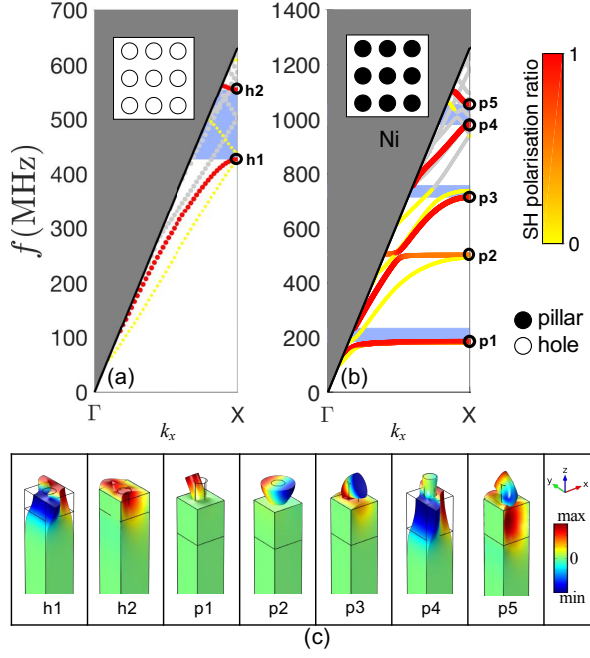 f (MHz)
700
600
500
400
300
200
100
0
h2
h1
(a)
Γ
X
k_x
1400
1200
1000
800
600
400
200
0
Ni
p5
p4
p3
p2
p1
(b)
Γ
X
k_x
1
SH polarisation ratio
0
pillar
hole
z
y
x
max
0
min
h1 h2 p1 p2 p3 p4 p5
(c)